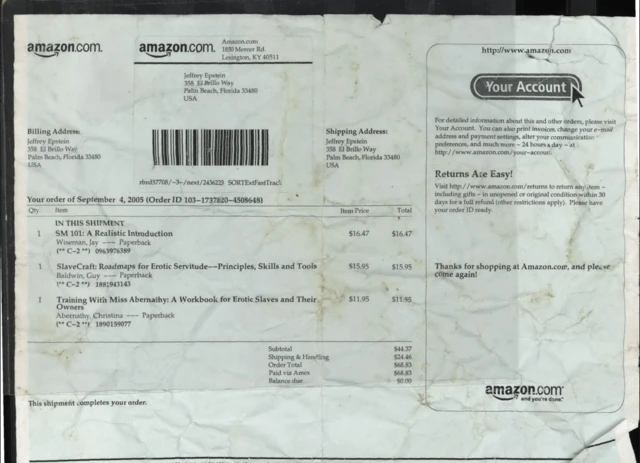 amazon.com.
amazon.com.
Amazon.com
1850 Mercer Rd.
Lexington, KY 40511
http://www.amazon.com
Jeffrey Epstein
358 El Brillo Way
Palm Beach, Florida 33480
USA
Your Account
For detailed information about this and other orders, please visit
Your Account. You can also print invoices, change your e-mail
address and payment settings, alter your communication
preferences, and much more - 24 hours a day - at
http://www.amazon.com/your-account.
Billing Address:
Jeffrey Epstein
358 El Brillo Way
Palm Beach, Florida 33480
USA
Shipping Address:
Jeffrey Epstein
358 El Brillo Way
Palm Beach, Florida 33480
USA
Returns Are Easy!
Visit http://www.amazon.com/returns to return any item -
including gifts - in unopened or original condition within 30
days for a full refund (other restrictions apply). Please have
your order ID ready.
Your order of September 4, 2005 (Order ID 103-1737820-4508648)
Qty Item Item Price Total
IN THIS SHIPMENT
1 SM 101: A Realistic Introduction $16.47 $16.47
Wiseman, Jay --- Paperback
(** C-2 **) 0963976389
1 SlaveCraft: Roadmaps for Erotic Servitude--Principles, Skills and Tools $15.95 $15.95
Baldwin, Guy --- Paperback
(** C-2 **) 1881943143
1 Training With Miss Abernathy: A Workbook for Erotic Slaves and Their $11.95 $11.95
Owners
Abernathy, Christina --- Paperback
(** C-2 **) 1890159077
Thanks for shopping at Amazon.com, and please
come again!
Subtotal $44.37
Shipping & Handling $24.46
Order Total $68.83
Paid via Amex $68.83
Balance due $0.00
This shipment completes your order.
amazon.com
and you're done.